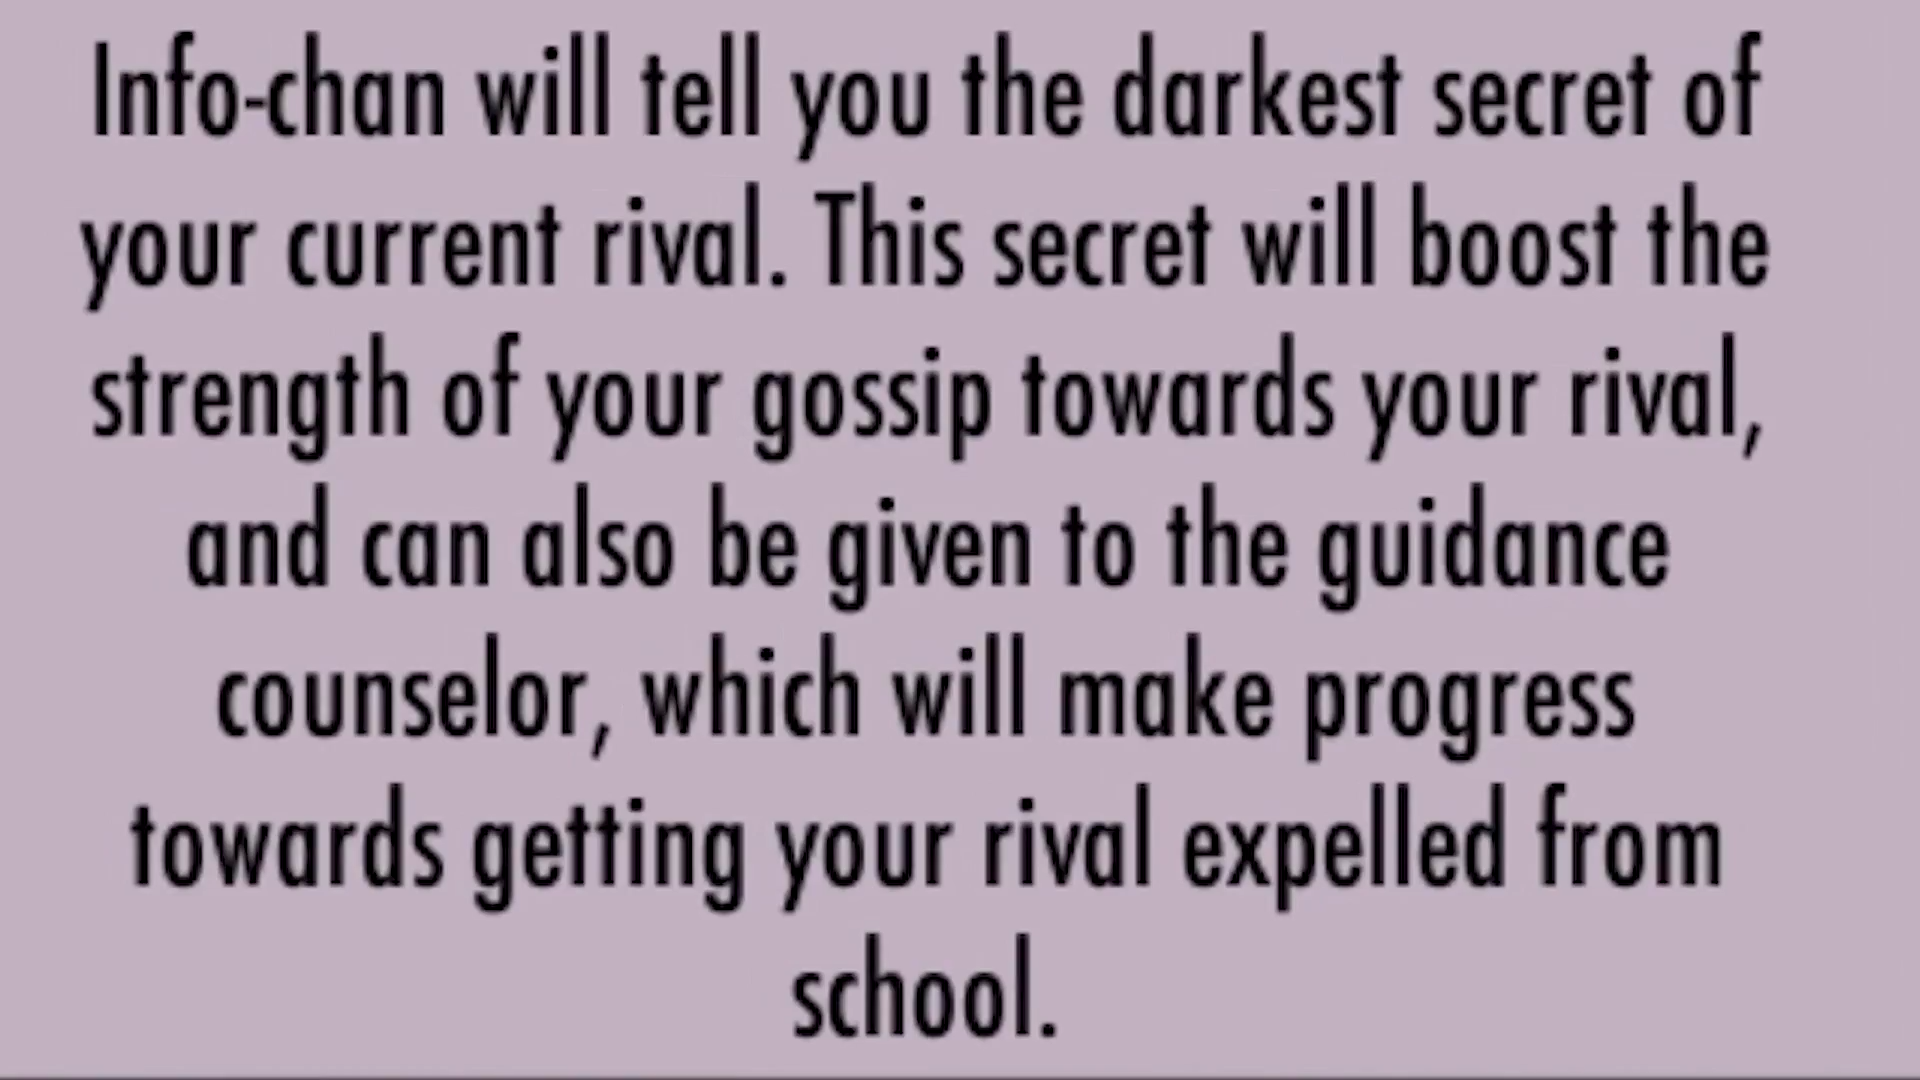 Info-chan will tell you the darkest secret of
your current rival. This secret will boost the
strength of your gossip towards your rival,
and can also be given to the guidance
counselor, which will make progress
towards getting your rival expelled from
school.